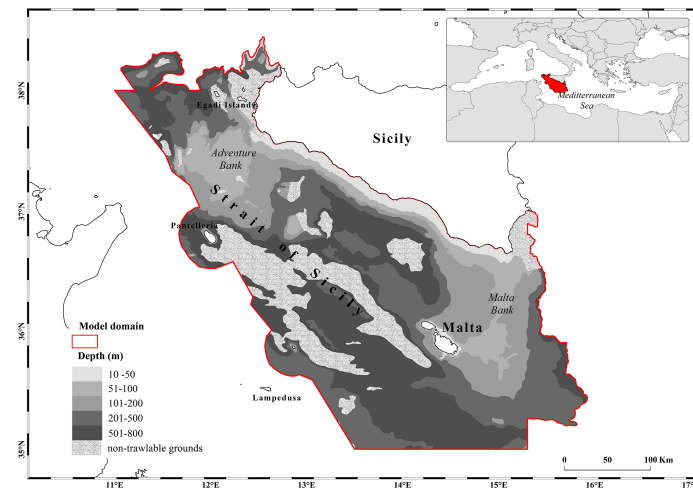 38°N
37°N
36°N
35°N
Egadi Islands
Sicily
Mediterranean
Sea
Adventure
Bank
Strait of Sicily
Pantelleria
Malta
Bank
Malta
Lampedusa
Model domain
Depth (m)
10 -50
51-100
101-200
201-500
501-800
non-trawlable grounds
0 50 100 Km
11°E 12°E 13°E 14°E 15°E 16°E